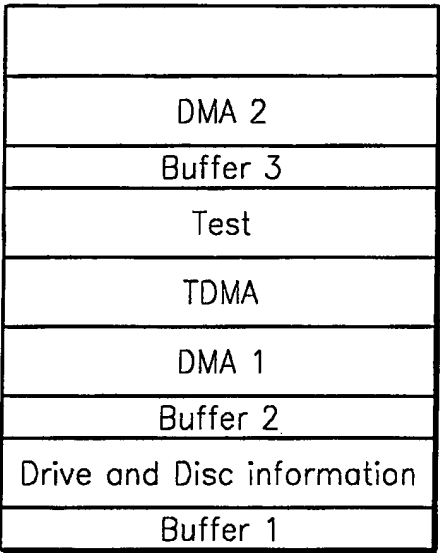 DMA 2
Buffer 3
Test
TDMA
DMA 1
Buffer 2
Drive and Disc information
Buffer 1